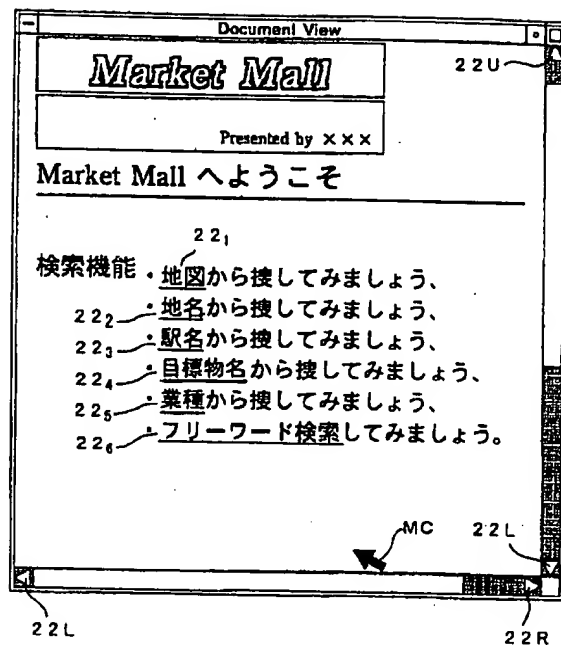 Document View
22U
Market Mall
Presented by ×××
Market Mall へようこそ
22₁
検索機能 ・地図から捜してみましょう、
22₂ ・地名から捜してみましょう、
22₃ ・駅名から捜してみましょう、
22₄ ・目標物名から捜してみましょう、
22₅ ・業種から捜してみましょう、
22₆ ・フリーワード検索してみましょう。
MC 22L
22L
22R